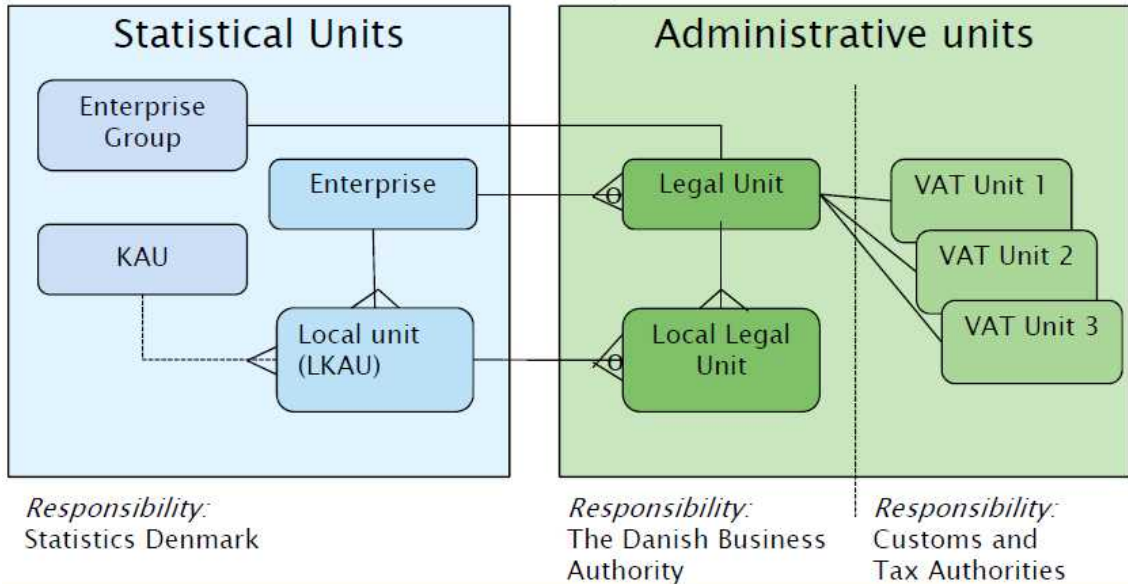 Statistical Units
Enterprise
Group
Enterprise
KAU
Local unit
(LKAU)
Responsibility:
Statistics Denmark
Administrative units
Legal Unit
O
Local Legal
Unit
O
VAT Unit 1
VAT Unit 2
VAT Unit 3
Responsibility:
The Danish Business
Authority
Responsibility:
Customs and
Tax Authorities